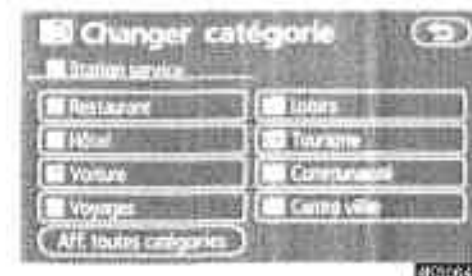 Changer catégorie
Station service
Restaurant
Loisirs
Hôtel
Tourisme
Voiture
Communauté
Voyages
Centre ville
Aff. toutes catégories